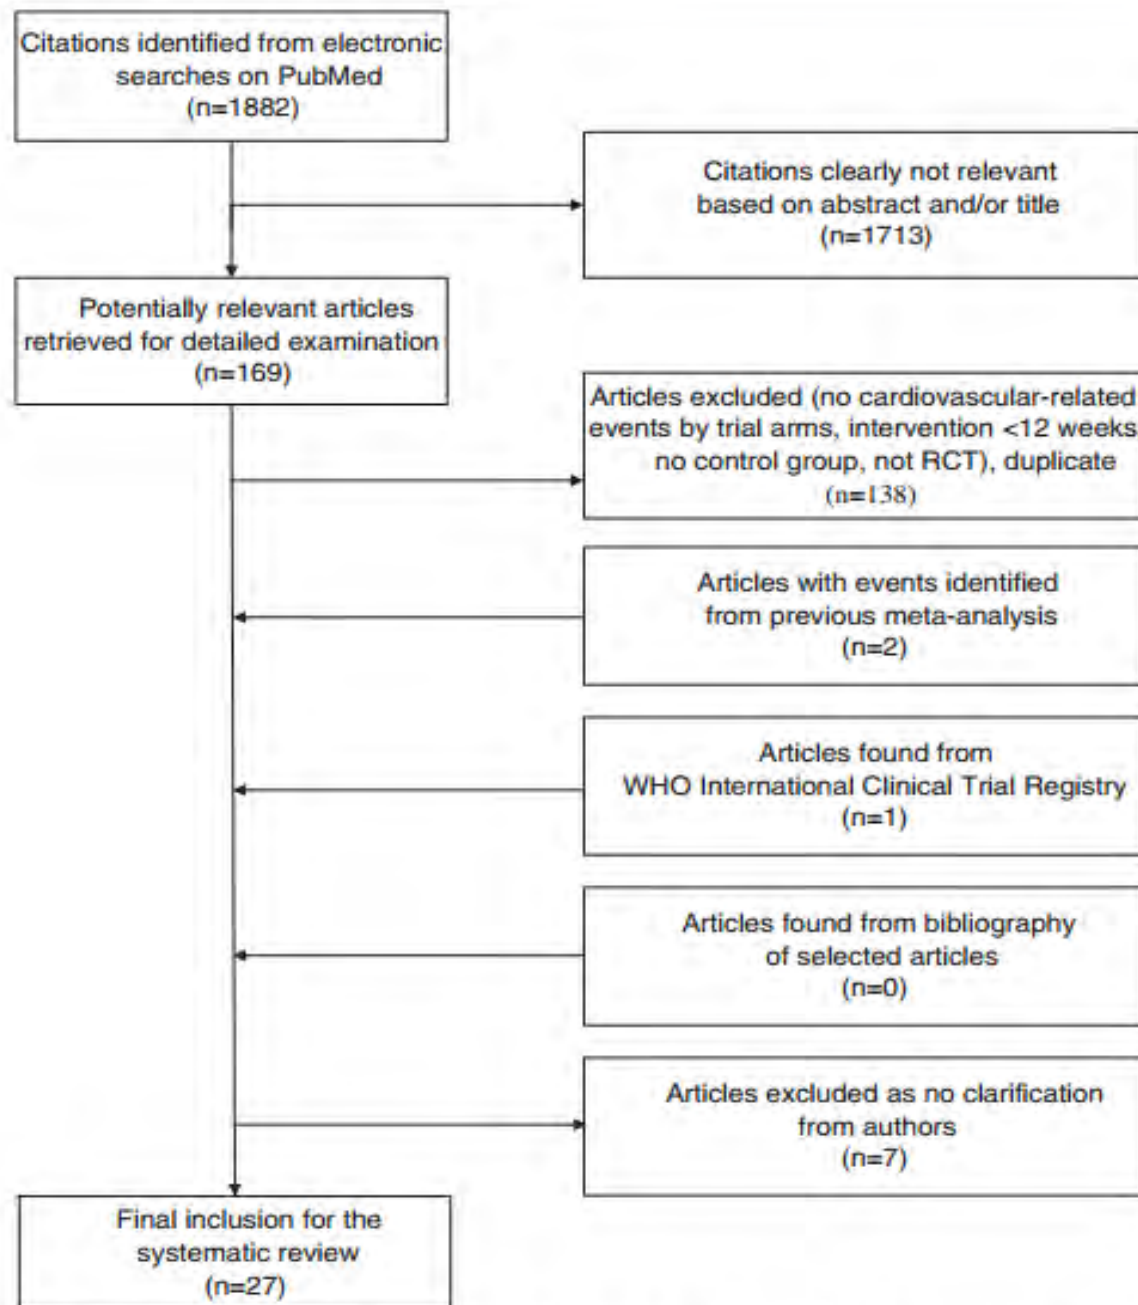 Citations identified from electronic
searches on PubMed
(n=1882)
Citations clearly not relevant
based on abstract and/or title
(n=1713)
Potentially relevant articles
retrieved for detailed examination
(n=169)
Articles excluded (no cardiovascular-related
events by trial arms, intervention <12 weeks
no control group, not RCT), duplicate
(n=138)
Articles with events identified
from previous meta-analysis
(n=2)
Articles found from
WHO International Clinical Trial Registry
(n=1)
Articles found from bibliography
of selected articles
(n=0)
Articles excluded as no clarification
from authors
(n=7)
Final inclusion for the
systematic review
(n=27)